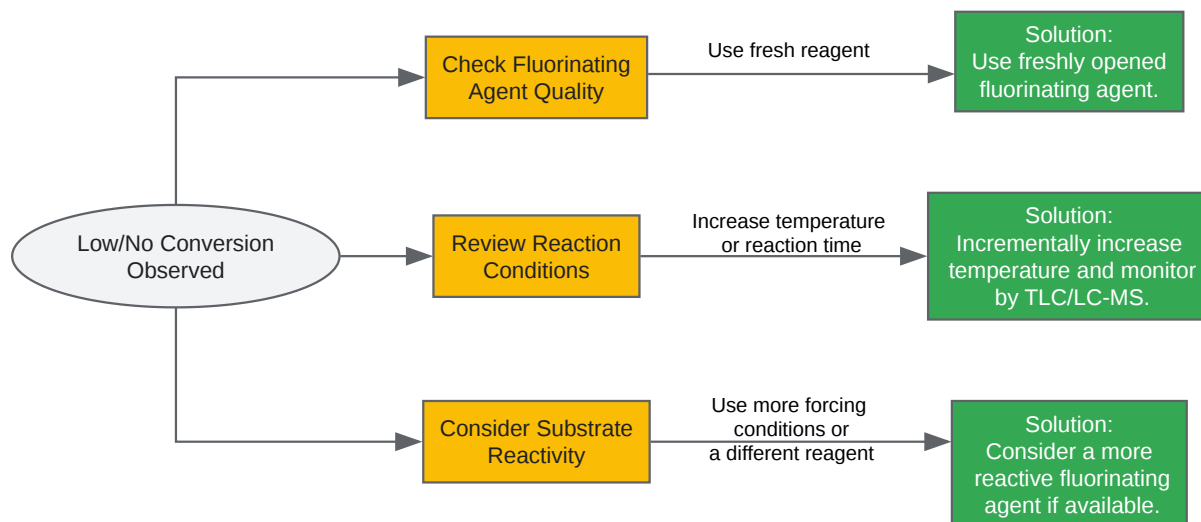 Low/No Conversion
Observed
Check Fluorinating
Agent Quality
Use fresh reagent
Solution:
Use freshly opened
fluorinating agent.
Review Reaction
Conditions
Increase temperature
or reaction time
Solution:
Incrementally increase
temperature and monitor
by TLC/LC-MS.
Consider Substrate
Reactivity
Use more forcing
conditions or
a different reagent
Solution:
Consider a more
reactive fluorinating
agent if available.